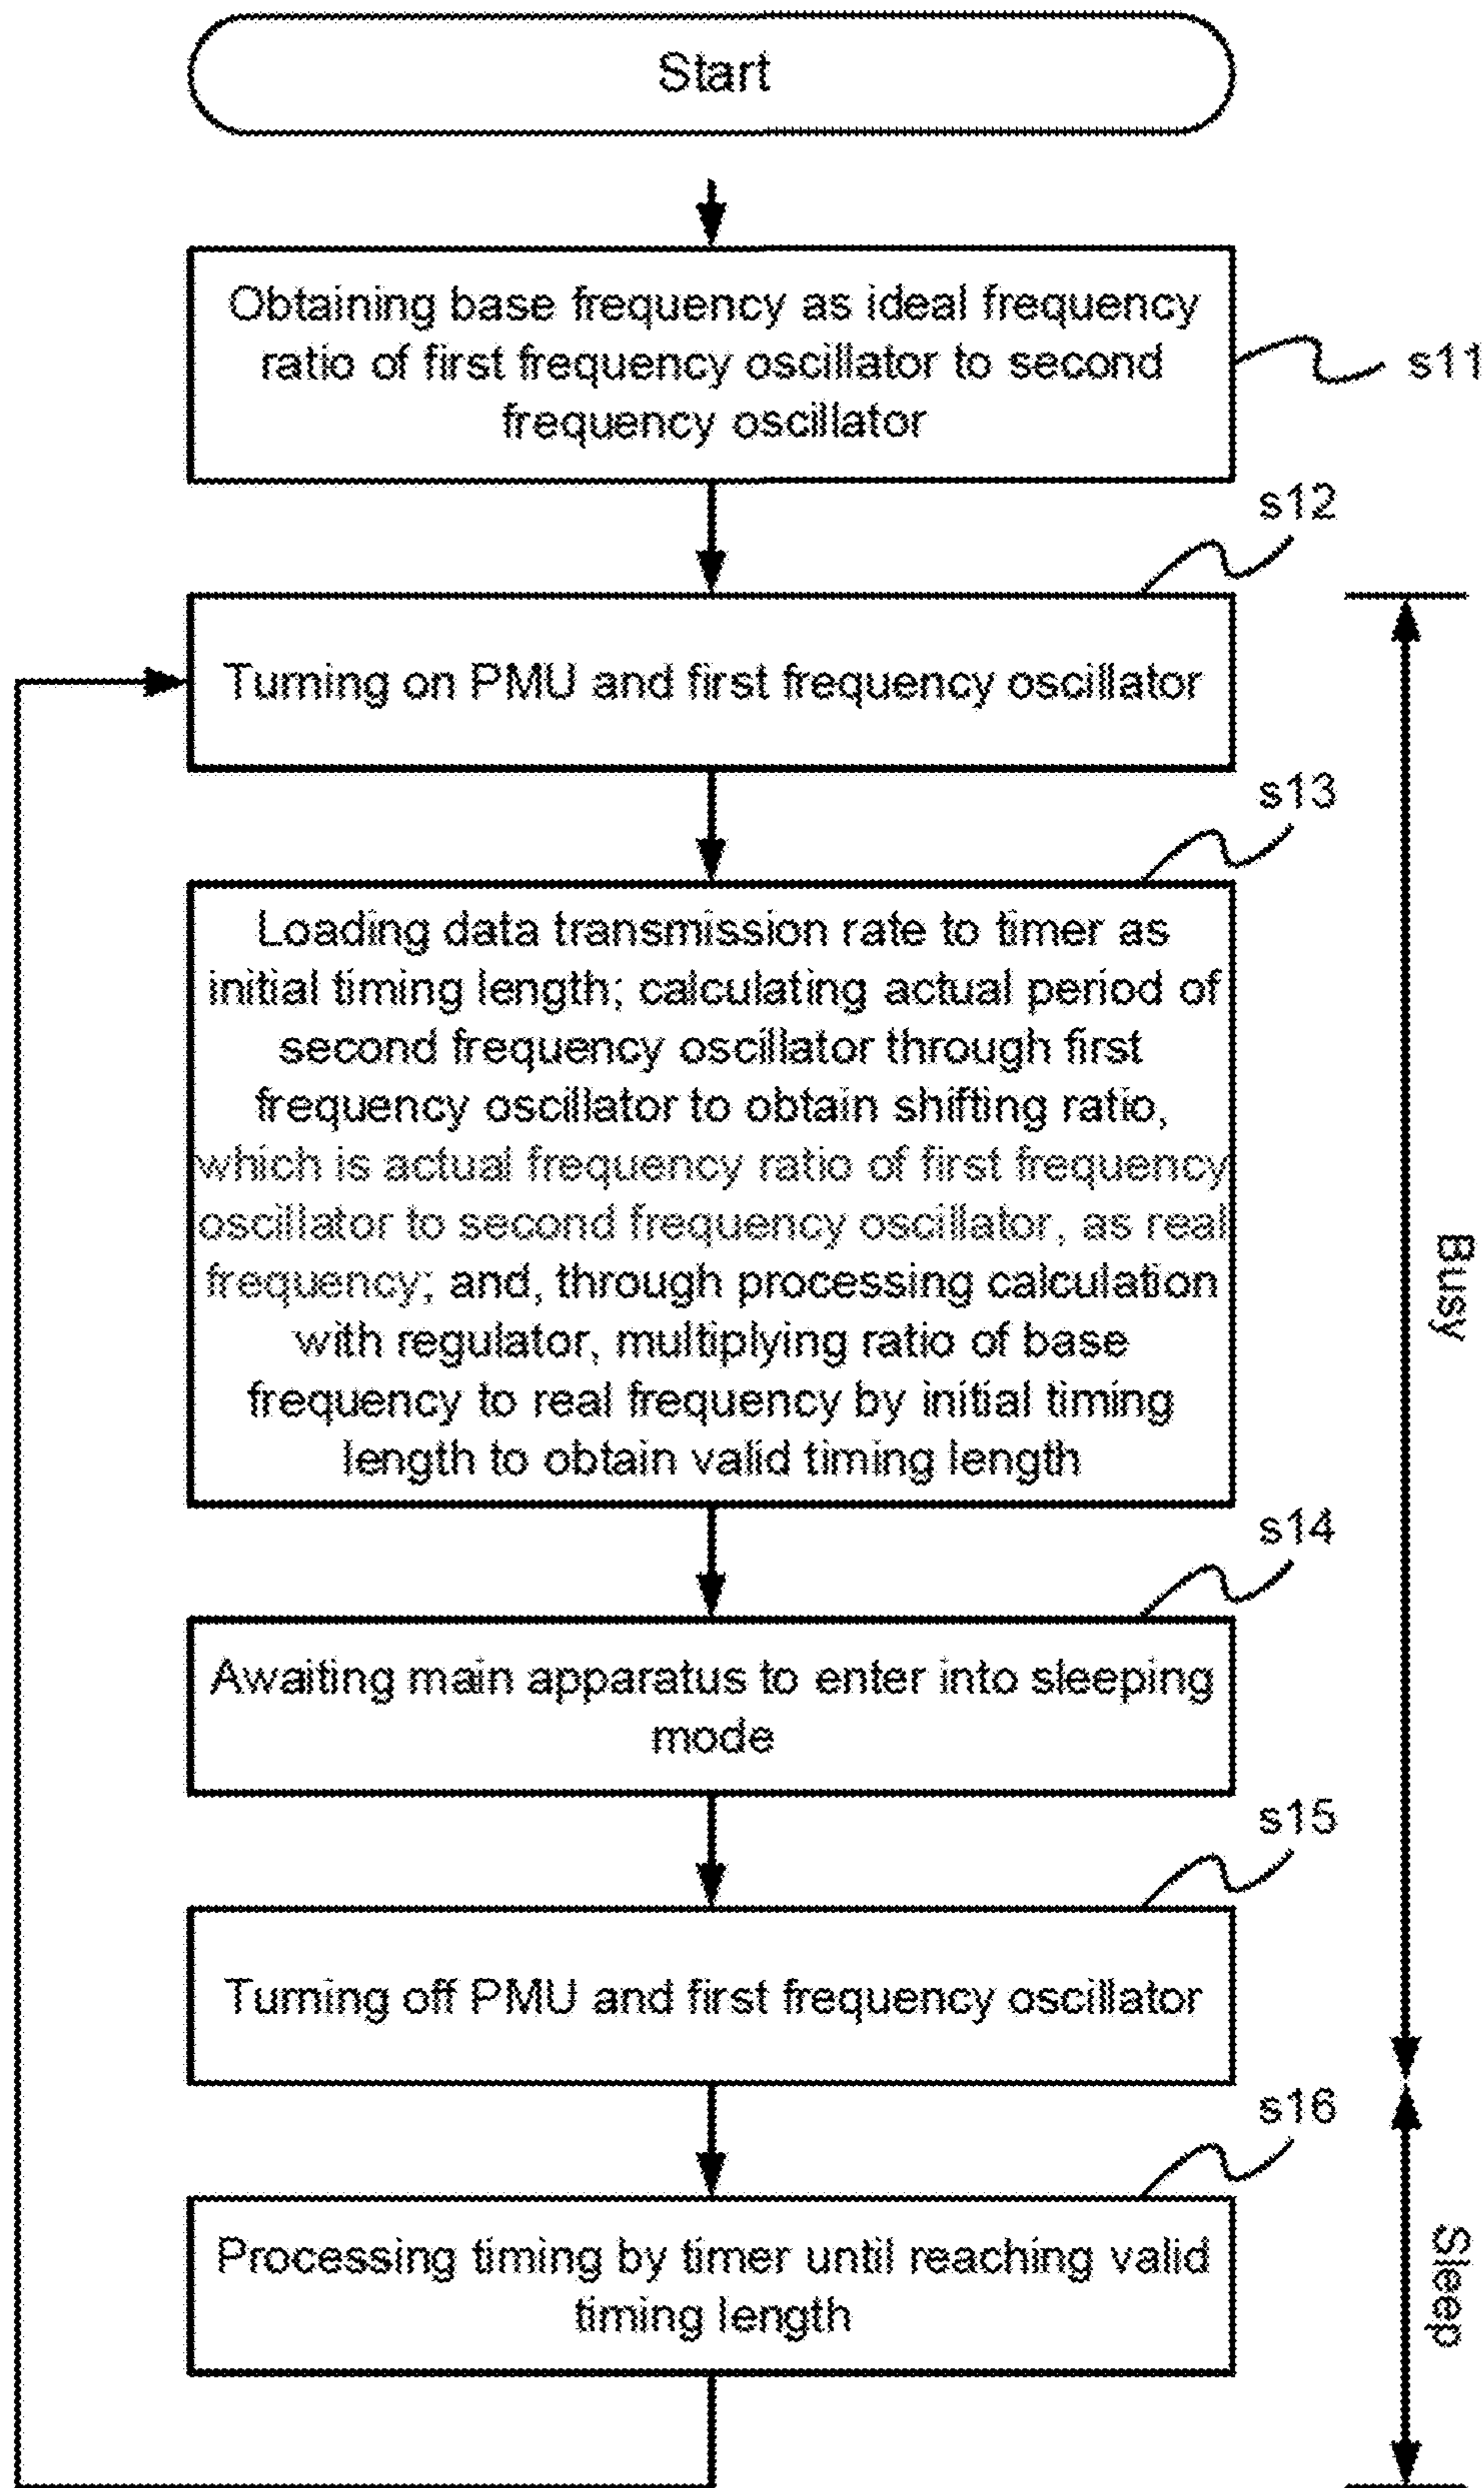 Start
Obtaining base frequency as ideal frequency
ratio of first frequency oscillator to second
frequency oscillator
s11
s12
Turning on PMU and first frequency oscillator
s13
Loading data transmission rate to timer as
initial timing length; calculating actual period of
second frequency oscillator through first
frequency oscillator to obtain shifting ratio,
which is actual frequency ratio of first frequency
oscillator to second frequency oscillator, as real
frequency; and, through processing calculation
with regulator, multiplying ratio of base
frequency to real frequency by initial timing
length to obtain valid timing length
Busy
s14
Awaiting main apparatus to enter into sleeping
mode
s15
Turning off PMU and first frequency oscillator
s16
Processing timing by timer until reaching valid
timing length
Sleep